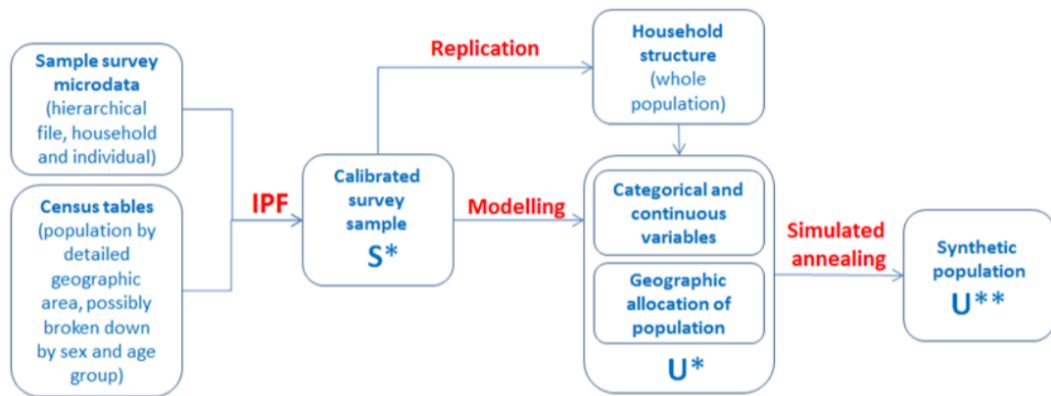 Sample survey
microdata
(hierarchical
file, household
and individual)
Census tables
(population by
detailed
geographic
area, possibly
broken down
by sex and age
group)
IPF
Calibrated
survey
sample
S*
Replication
Household
structure
(whole
population)
Modelling
Categorical and
continuous
variables
Geographic
allocation of
population
U*
Simulated
annealing
Synthetic
population
U**